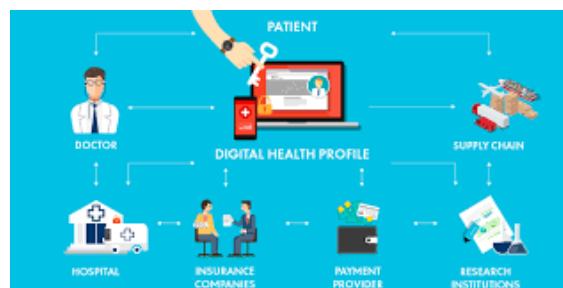 PATIENT
DOCTOR
SUPPLY CHAIN
DIGITAL HEALTH PROFILE
HOSPITAL
INSURANCE
COMPANIES
PAYMENT
PROVIDER
RESEARCH
INSTITUTIONS